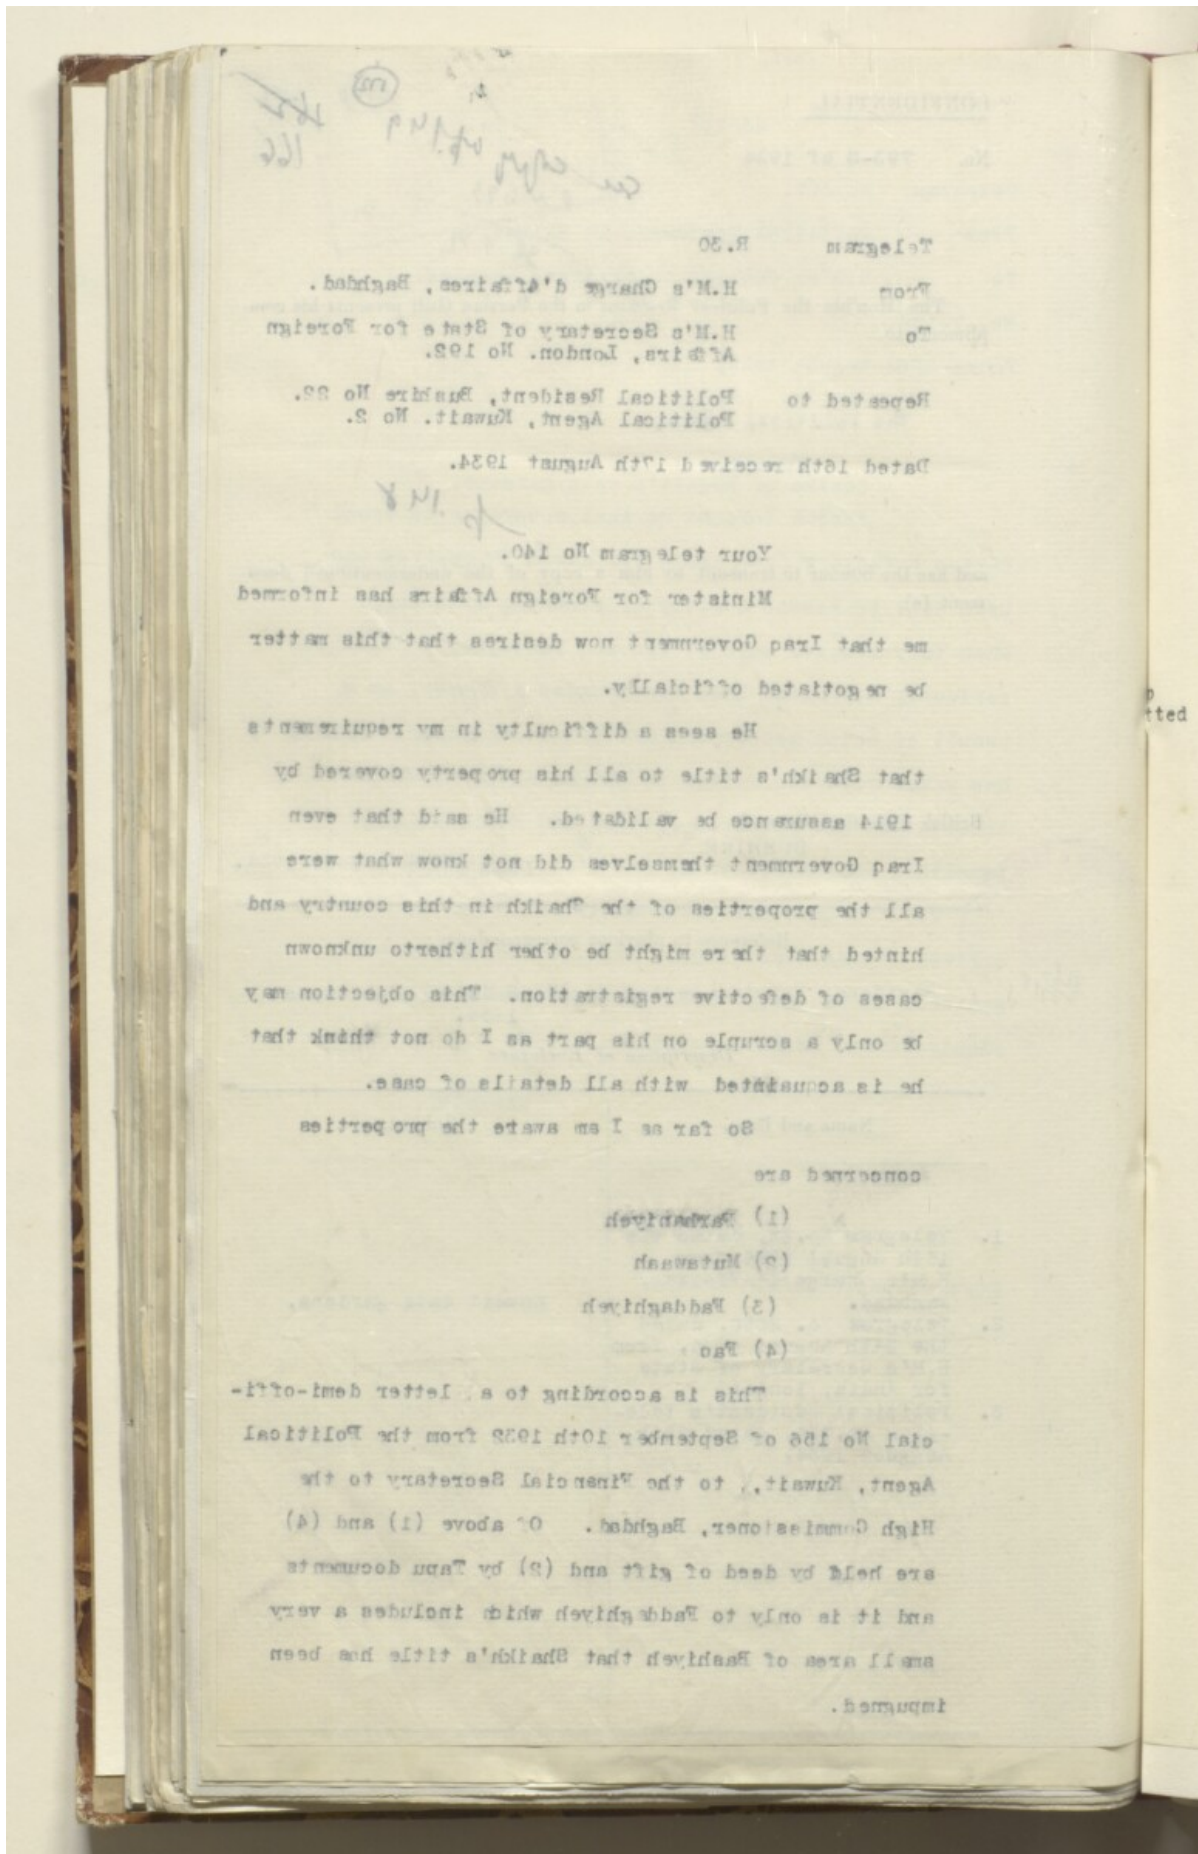 166
Telegram R.30
From H.M's Charge d'Affaires, Baghdad.
To H.M's Secretary of State for Foreign
Affairs, London. No 192.
Repeated to Political Resident, Bushire No 22.
Political Agent, Kuwait. No 2.
Dated 16th received 17th August 1934.
p.148
Your telegram No 140.
Minister for Foreign Affairs has informed
me that Iraq Government now desires that this matter
be negotiated officially.
He sees a difficulty in my requirements
that Shaikh's title to all his property covered by
1914 assurance be validated. He said that even
Iraq Government themselves did not know what were
all the properties of the Shaikh in this country and
hinted that there might be other hitherto unknown
cases of defective registration. This objection may
be only a scruple on his part as I do not think that
he is acquainted with all details of case.
So far as I am aware the properties
concerned are
(1)
(2) Mutawaah
(3) Faddaghiyeh
(4) Fao
This is according to a letter demi-offi-
cial No 156 of September 10th 1932 from the Political
Agent, Kuwait, to the Financial Secretary to the
High Commissioner, Baghdad. Of above (1) and (4)
are held by deed of gift and (2) by Tapu documents
and it is only to Faddaghiyeh which includes a very
small area of Bashiyeh that Shaikh's title has been
impugned.
tted